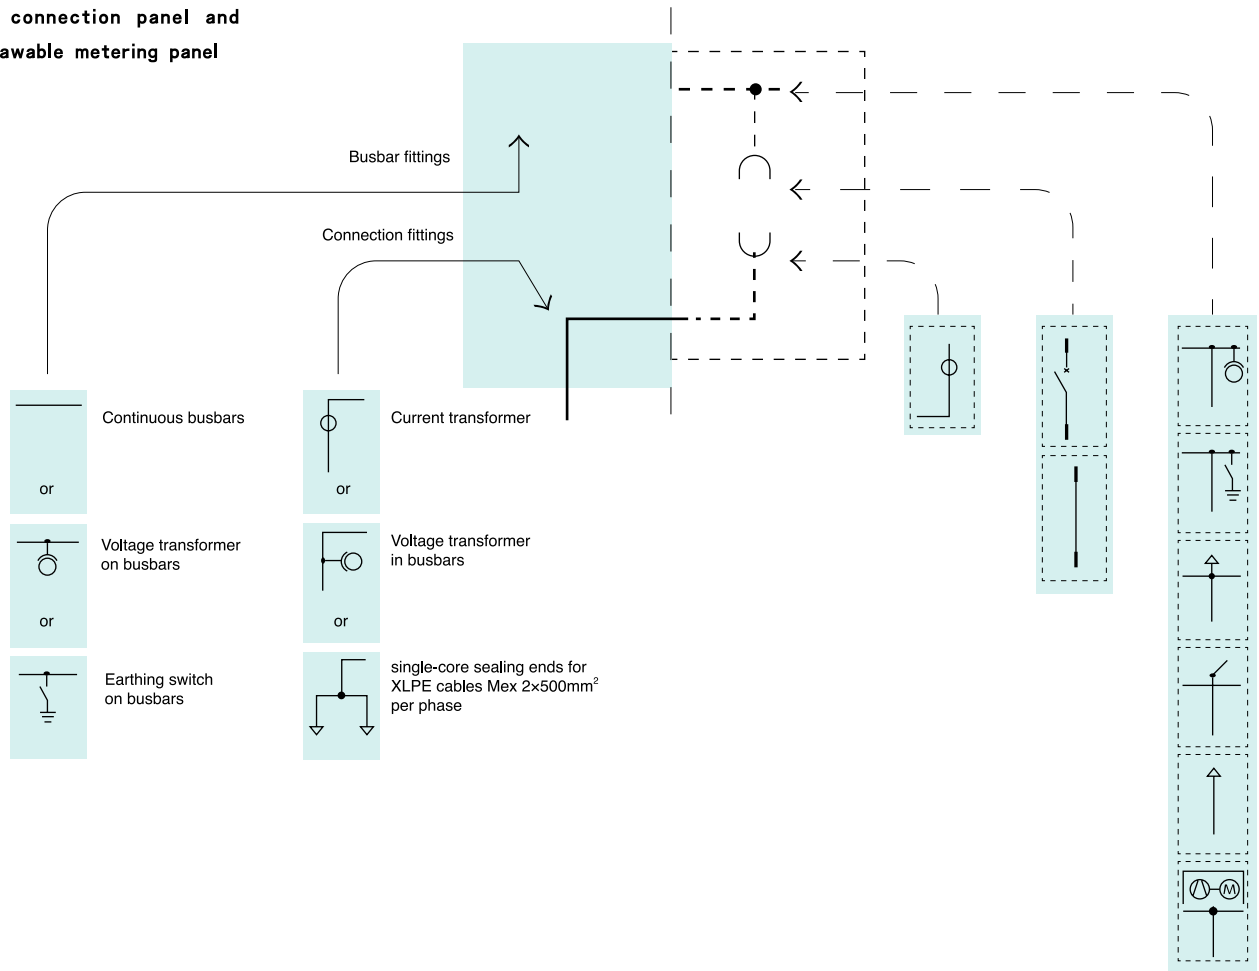 connection panel and
awable metering panel
Busbar fittings
Connection fittings
Continuous busbars
or
Voltage transformer
on busbars
or
Earthing switch
on busbars
Current transformer
or
Voltage transformer
in busbars
or
single-core sealing ends for
XLPE cables Mex 2×500mm²
per phase
M